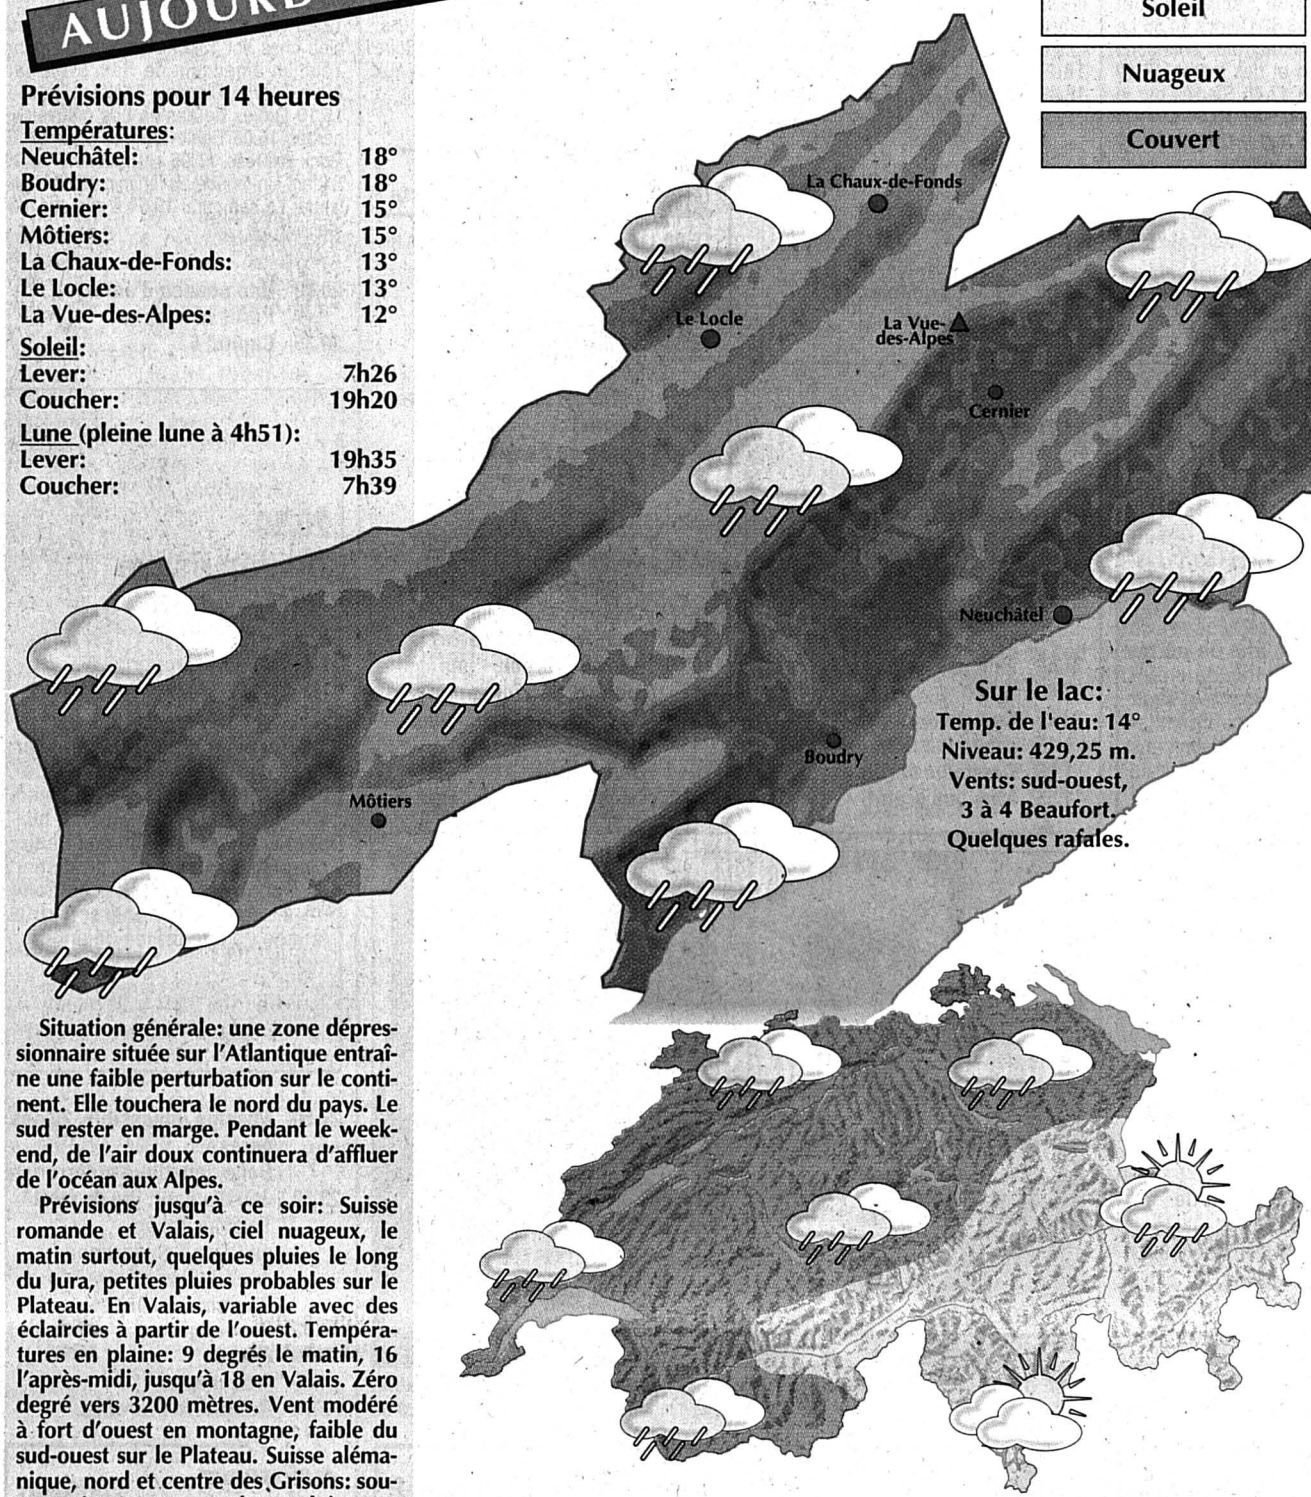 Soleil
Nuageux
Couvert
Prévisions pour 14 heures
Températures:
Neuchâtel: 18°
Boudry: 18°
Cernier: 15°
Môtiers: 15°
La Chaux-de-Fonds: 13°
Le Locle: 13°
La Vue-des-Alpes: 12°
Soleil:
Lever: 7h26
Coucher: 19h20
Lune (pleine lune à 4h51):
Lever: 19h35
Coucher: 7h39
La Chaux-de-Fonds
Le Locle
La Vue-
des-Alpes
Cernier
Neuchâtel
Boudry
Môtiers
Sur le lac:
Temp. de l'eau: 14°
Niveau: 429,25 m.
Vents: sud-ouest,
3 à 4 Beaufort.
Quelques rafales.
Situation générale: une zone dépres-
sionnaire située sur l'Atlantique entraî-
ne une faible perturbation sur le conti-
nent. Elle touchera le nord du pays. Le
sud rester en marge. Pendant le week-
end, de l'air doux continuera d'affluer
de l'océan aux Alpes.
Prévisions jusqu'à ce soir: Suisse
romande et Valais, ciel nuageux, le
matin surtout, quelques pluies le long
du Jura, petites pluies probables sur le
Plateau. En Valais, variable avec des
éclaircies à partir de l'ouest. Tempéra-
tures en plaine: 9 degrés le matin, 16
l'après-midi, jusqu'à 18 en Valais. Zéro
degré vers 3200 mètres. Vent modéré
à fort d'ouest en montagne, faible du
sud-ouest sur le Plateau. Suisse aléma-
nique, nord et centre des Grisons: sou-